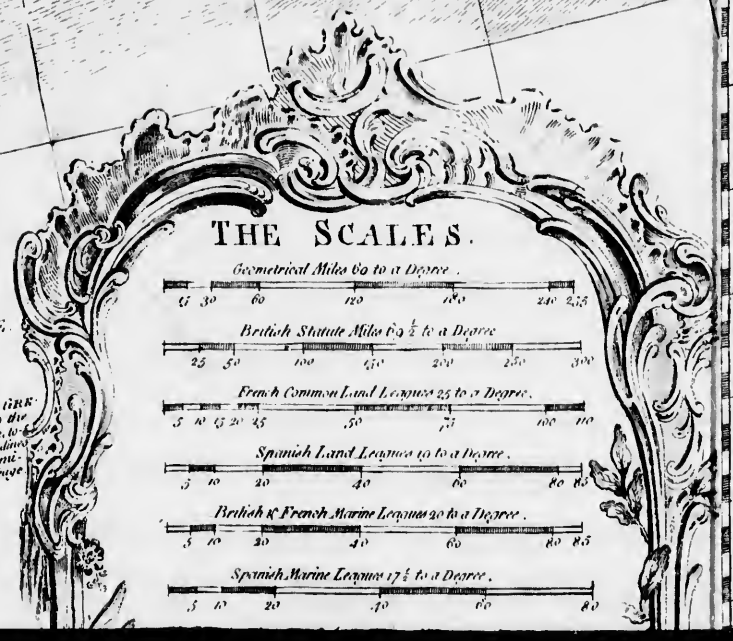 THE SCALES.
Geometrical Miles 60 to a Degree.
15 30 60 120 180 240 255
British Statute Miles 69 1/2 to a Degree
25 50 100 150 200 250 300
French Common Land Leagues 25 to a Degree.
5 10 15 20 25 50 75 100 110
Spanish Land Leagues 19 to a Degree.
5 10 20 40 60 80 85
British & French Marine Leagues 20 to a Degree.
5 10 20 40 60 80 85
Spanish Marine Leagues 17 1/2 to a Degree.
5 10 20 40 60 80